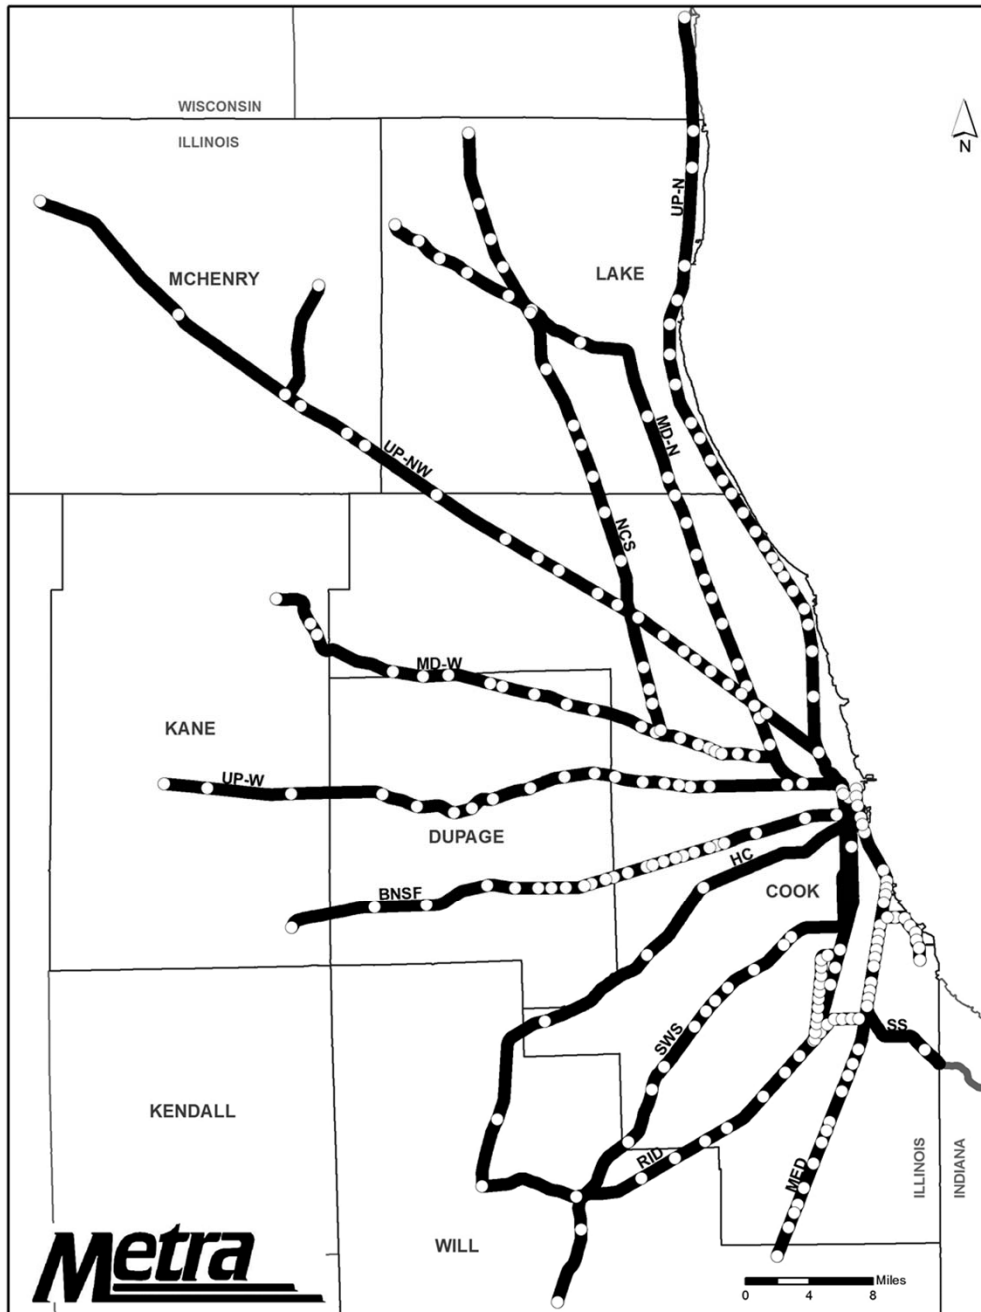 WISCONSIN
ILLINOIS
N
UP-N
MCHENRY
LAKE
UP-NW
MD-N
NCS
MD-W
KANE
UP-W
DUPAGE
HC
BNSF
COOK
SS
SWS
KENDALL
RID
MED
ILLINOIS
INDIANA
WILL
Metra
Miles
0 4 8